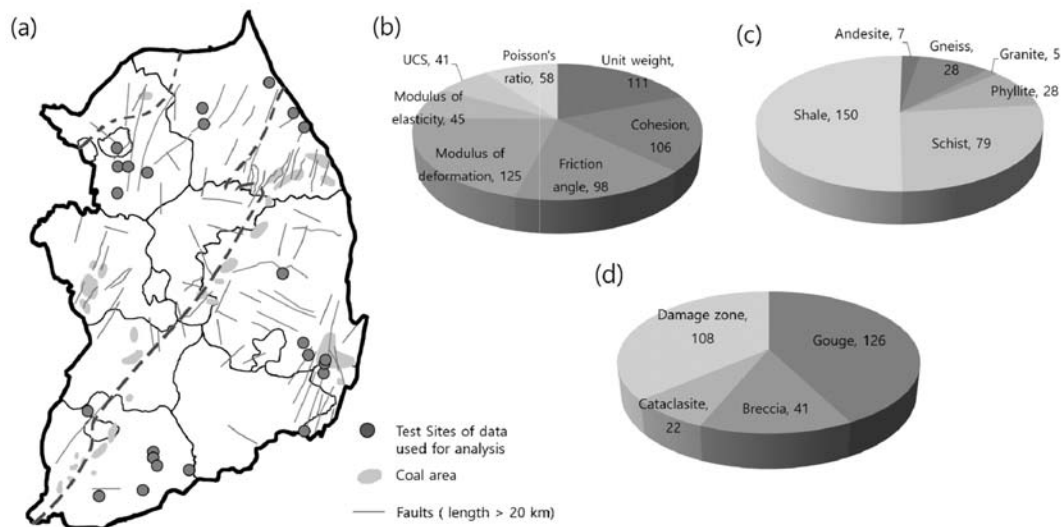 (a)
Test Sites of data
used for analysis
Coal area
Faults ( length > 20 km)
(b)
UCS, 41
Poisson's
ratio, 58
Unit weight,
111
Modulus of
elasticity, 45
Cohesion,
106
Modulus of
deformation, 125
Friction
angle, 98
(c)
Andesite, 7
Gneiss,
28
Granite, 5
Phyllite, 28
Shale, 150
Schist, 79
(d)
Damage zone,
108
Gouge, 126
Cataclasite,
22
Breccia, 41